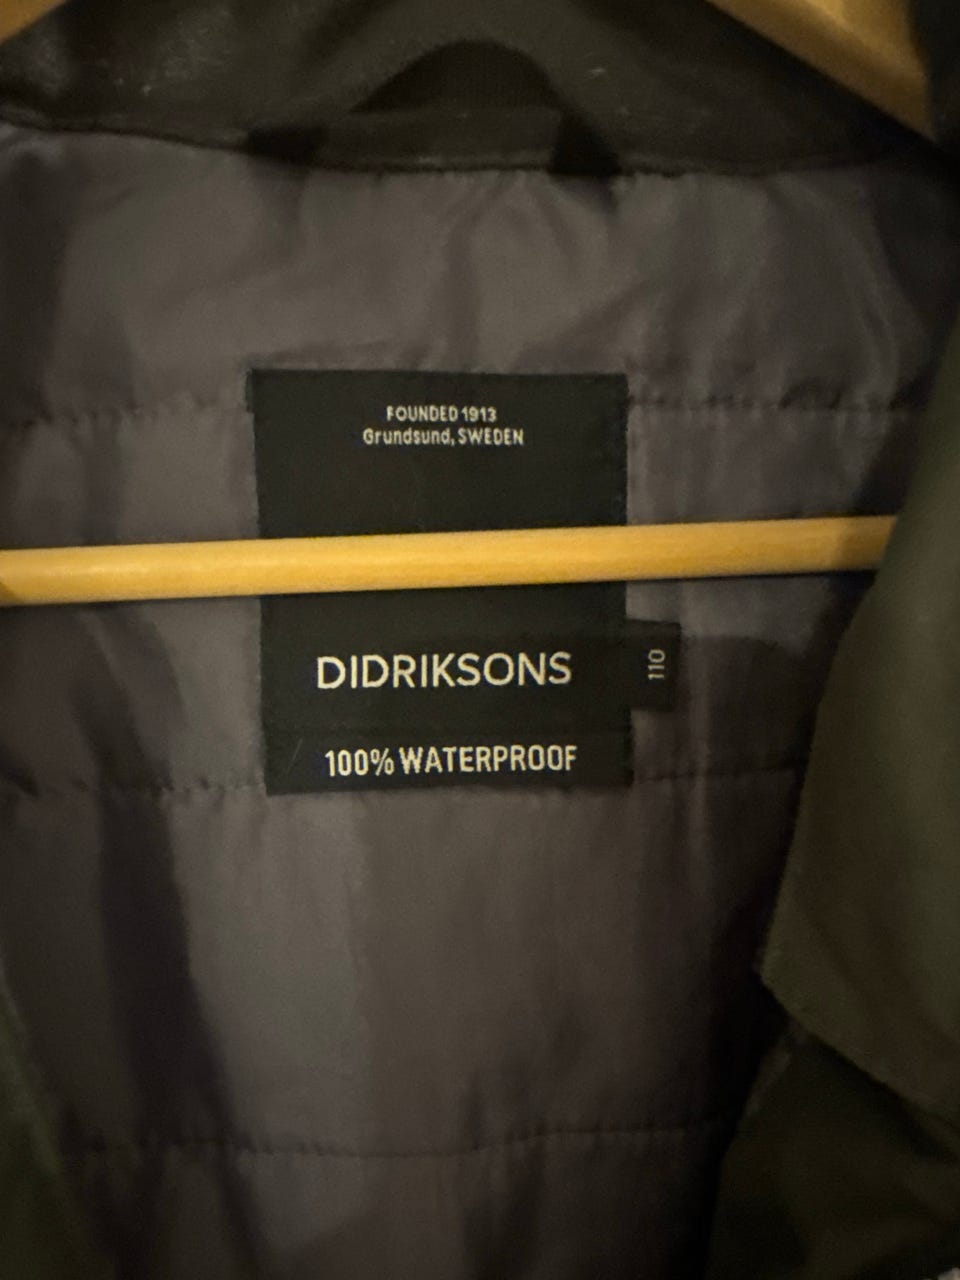 FOUNDED 1913
Grundsund, SWEDEN
DIDRIKSONS
110
100% WATERPROOF